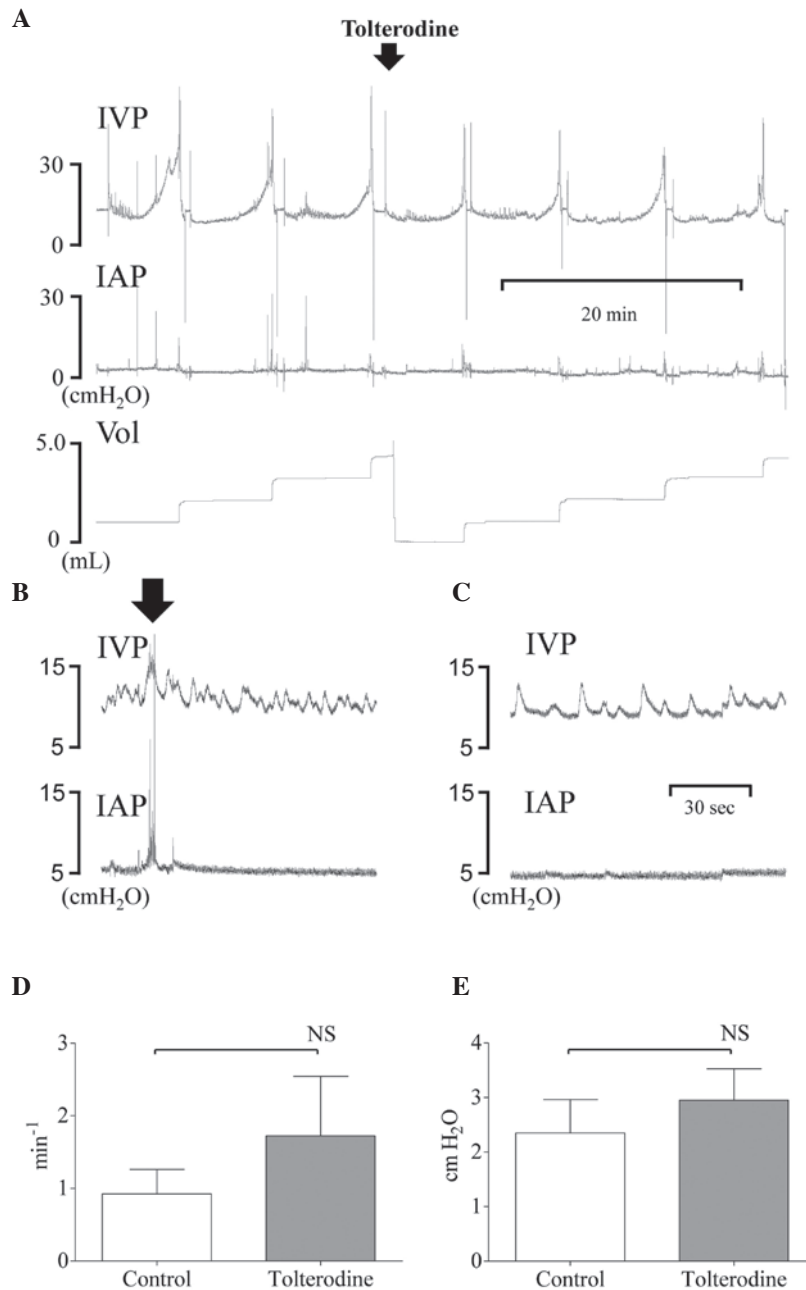 A
Tolterodine
IVP
30
0
IAP
30
20 min
0
(cmH₂O)
Vol
5.0
0
(mL)
B
C
IVP
IVP
15
15
5
5
15
15
IAP
IAP
30 sec
5
5
(cmH₂O)
(cmH₂O)
D
E
3
NS
4
NS
3
2
min⁻¹
cm H₂O
2
1
1
0
0
Control
Tolterodine
Control
Tolterodine